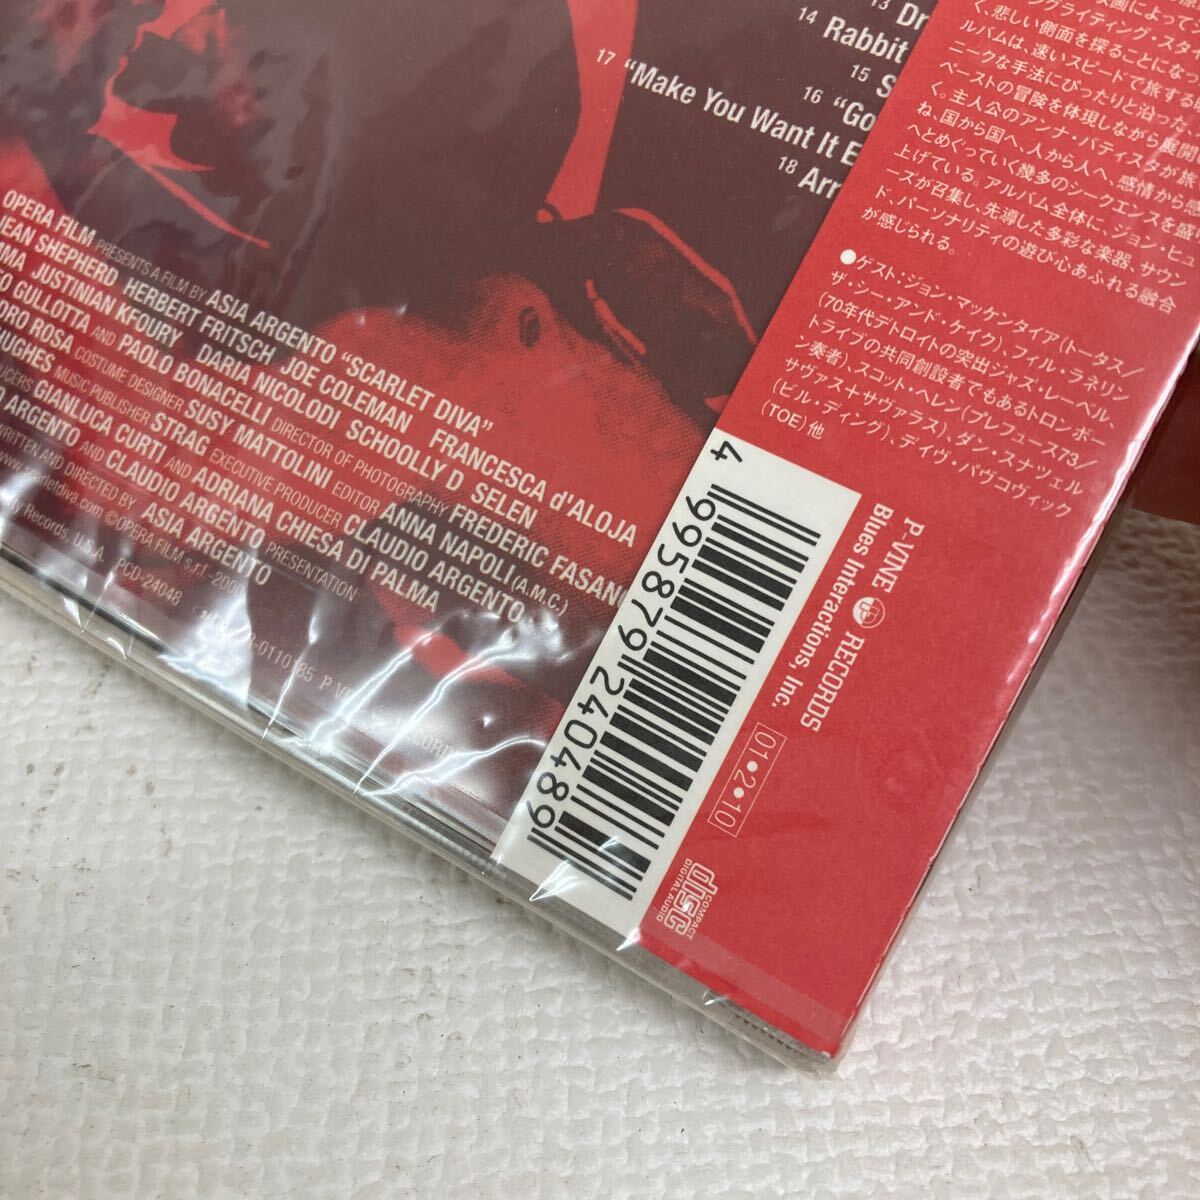 13 Dr
14 Rabbit
15 S
16 "Go
17 "Make You Want It E
18 Arr
OPERA FILM PRESENTS A FILM BY ASIA ARGENTO "SCARLET DIVA"
JEAN SHEPHERD HERBERT FRITSCH JOE COLEMAN FRANCESCA d'ALOJA
JUSTINIAN KFOURY DARIA NICOLODI SCHOOLLY D SELEN
GULLOTTA AND PAOLO BONACELLI DIRECTOR OF PHOTOGRAPHY FREDERIC FASANO
ROSA COSTUME DESIGNER SUSY MATTOLINI EDITOR ANNA NAPOLI (A.M.C.)
HUGHES MUSIC PUBLISHER STRAG EXECUTIVE PRODUCER CLAUDIO ARGENTO
GIANLUCA CURTI AND ADRIANA CHIESA DI PALMA
ARGENTO AND CLAUDIO ARGENTO PRESENTATION
WRITTEN AND DIRECTED BY ASIA ARGENTO
©OPERA FILM s.r.l
Records, U.S.A.
PCD-24048
く、悲しい側面を探ることになっ
ルバムは、速いスピードで旅する
ニークな手法にぴったりと沿った、
ペーストの冒険を体現しながら展開
く。主人公のアンナ・バティスタが旅
ね、国から国へ、人から人へ、感情から感
へとめぐっていく幾多のシークエンスを盛
上げている。アルバム全体に、ジョン・ヒュ
ーズが召集し、先導した多彩な楽器、サウン
ド、パーソナリティの遊び心あふれる融合
が感じられる。
●ゲスト:ジョン・マッケンタイア(トータス/
ザ・シー・アンド・ケイク)、フィル・ラネリン
(70年代デトロイトの突出ジャズ・レーベル、
トライブの共同創設者でもあるトロンボー
ン奏者)、スコット・ヘレン(プレフューズ73/
サヴァス+サヴァラス)、ダン・スナッツェル
(ビル・ディング)、デイヴ・パヴコヴィック
(TOE)他
4 995879 240489
P-VINE RECORDS
Blues Interactions, Inc.
01•2•10
COMPACT
disc
DIGITAL AUDIO